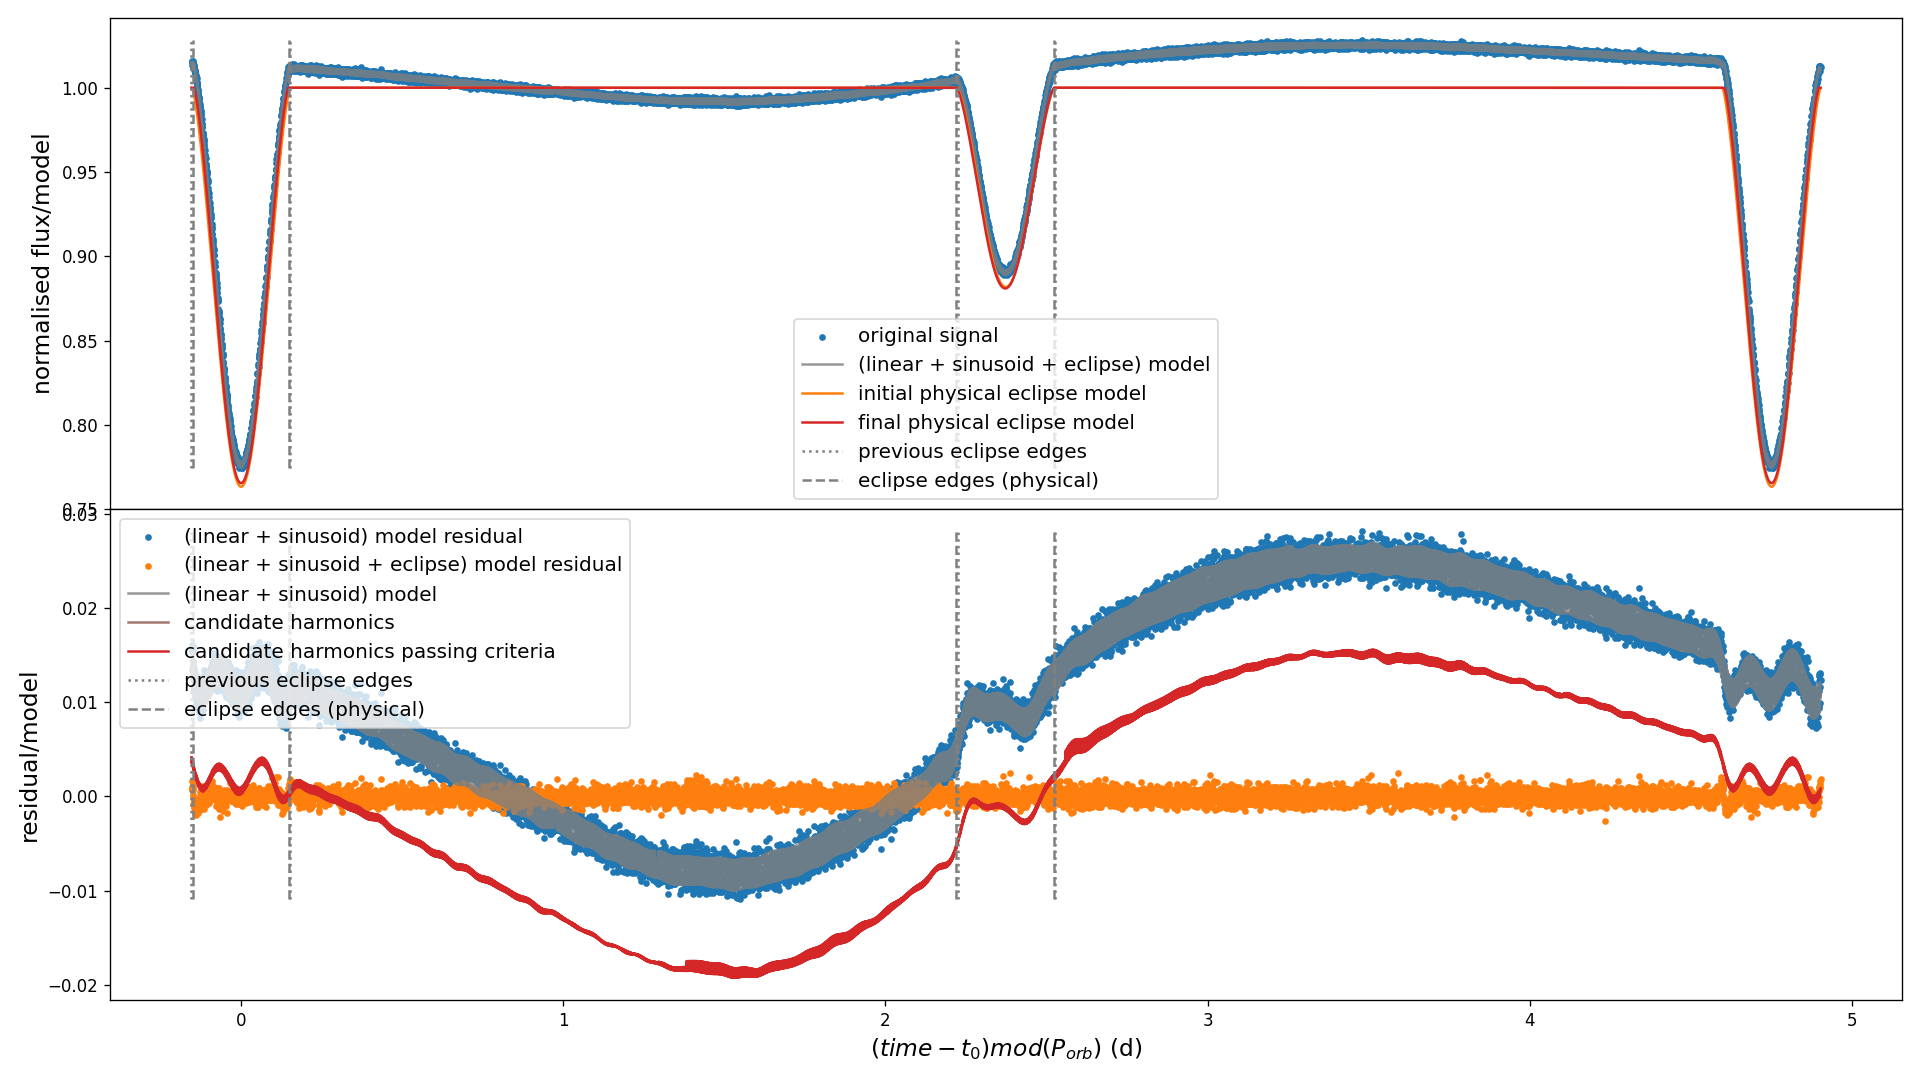 normalised flux/model
1.00
0.95
0.90
0.85
0.80
0.75
original signal
(linear + sinusoid + eclipse) model
initial physical eclipse model
final physical eclipse model
previous eclipse edges
eclipse edges (physical)
residual/model
0.03
0.02
0.01
0.00
−0.01
−0.02
(linear + sinusoid) model residual
(linear + sinusoid + eclipse) model residual
(linear + sinusoid) model
candidate harmonics
candidate harmonics passing criteria
previous eclipse edges
eclipse edges (physical)
0 1 2 3 4 5
(time − t₀)mod(P_orb) (d)